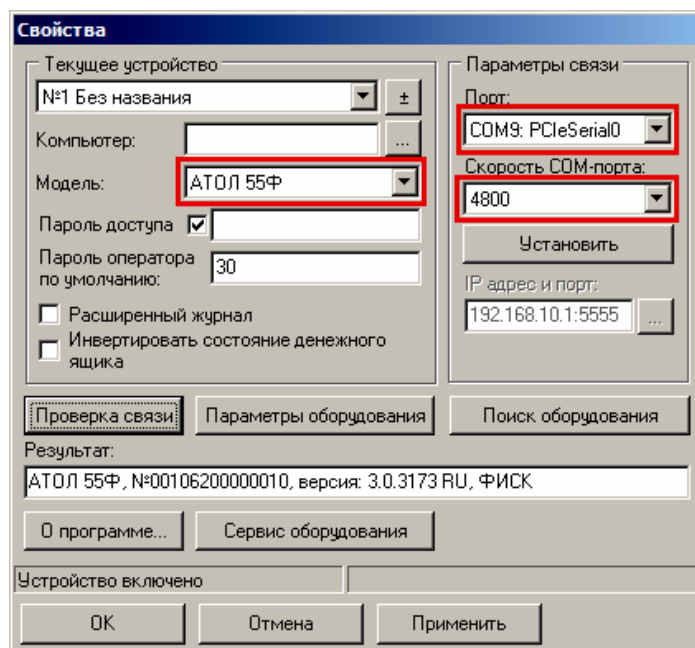 Свойства
Текущее устройство
№1 Без названия
±
Компьютер:
...
Модель:
АТОЛ 55Ф
Пароль доступа
Пароль оператора
по умолчанию:
30
Расширенный журнал
Инвертировать состояние денежного
ящика
Параметры связи
Порт:
COM9: PCIeSerial0
Скорость COM-порта:
4800
Установить
IP адрес и порт:
192.168.10.1:5555
...
Проверка связи
Параметры оборудования
Поиск оборудования
Результат:
АТОЛ 55Ф, №00106200000010, версия: 3.0.3173 RU, ФИСК
О программе...
Сервис оборудования
Устройство включено
OK
Отмена
Применить